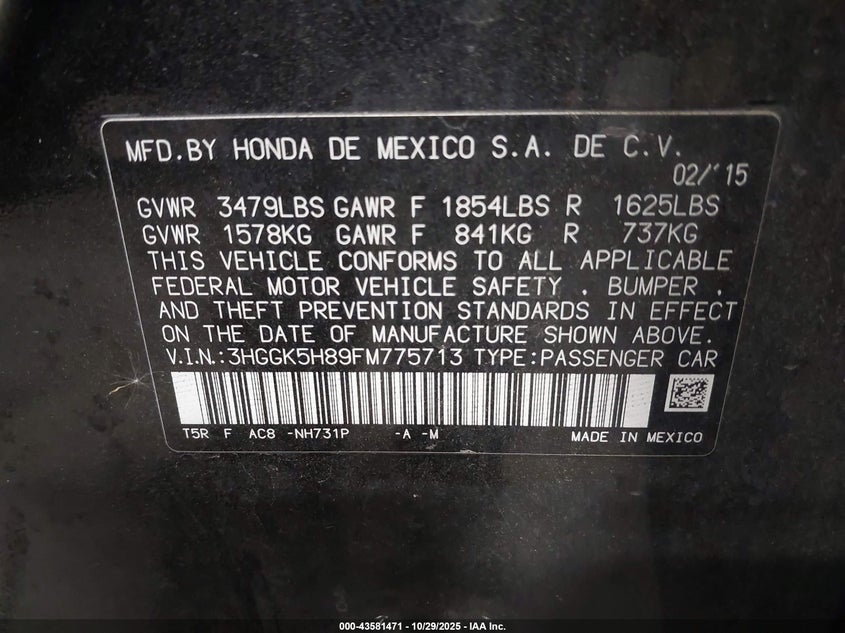 MFD.BY HONDA DE MEXICO S.A. DE C.V.
02/'15
GVWR 3479LBS GAWR F 1854LBS R 1625LBS
GVWR 1578KG GAWR F 841KG R 737KG
THIS VEHICLE CONFORMS TO ALL APPLICABLE
FEDERAL MOTOR VEHICLE SAFETY . BUMPER .
AND THEFT PREVENTION STANDARDS IN EFFECT
ON THE DATE OF MANUFACTURE SHOWN ABOVE.
V.I.N.:3HGGK5H89FM775713 TYPE:PASSENGER CAR
T5R F AC8 -NH731P -A -M MADE IN MEXICO
000-43581471 | 10/29/2025 - IAA Inc.